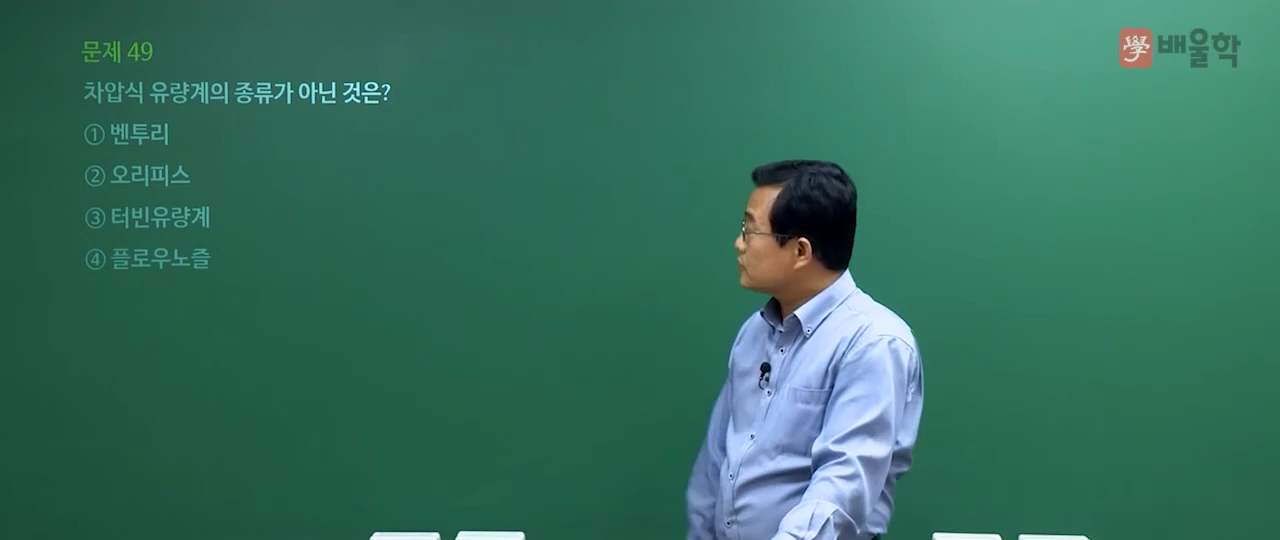 문제 49
차압식 유량계의 종류가 아닌 것은?
① 벤투리
② 오리피스
③ 터빈유량계
④ 플로우노즐
學 배울학